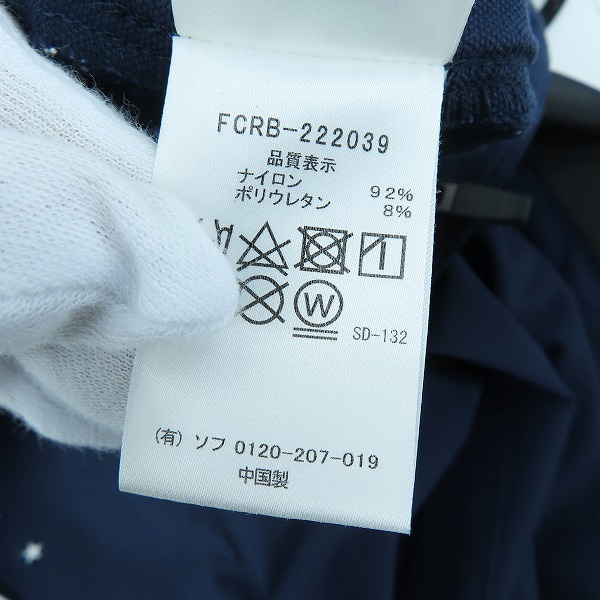 FCRB-222039
品質表示
ナイロン 92%
ポリウレタン 8%
W
SD-132
(有) ソフ 0120-207-019
中国製